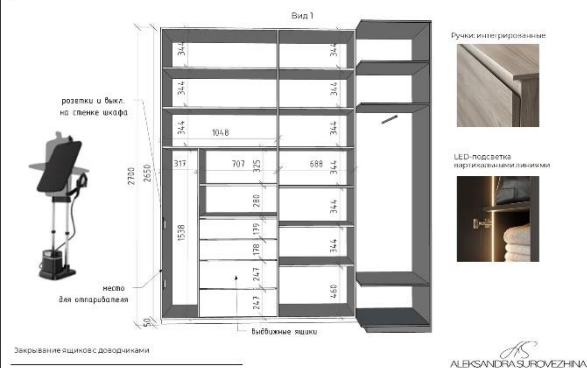 Вид 1
Ручки: интегрированные
розетки и выкл.
на стенке шкафа
LED-подсветка
вертикальными линиями
344
344
344
344
344
344
1048
317
707
325
688
344
2700
2650
280
344
1538
179
178
344
247
460
247
место
для отпаривателя
50
выдвижные ящики
Закрывание ящиков с доводчиками
AS
ALEKSANDRA SUROVEZHINA